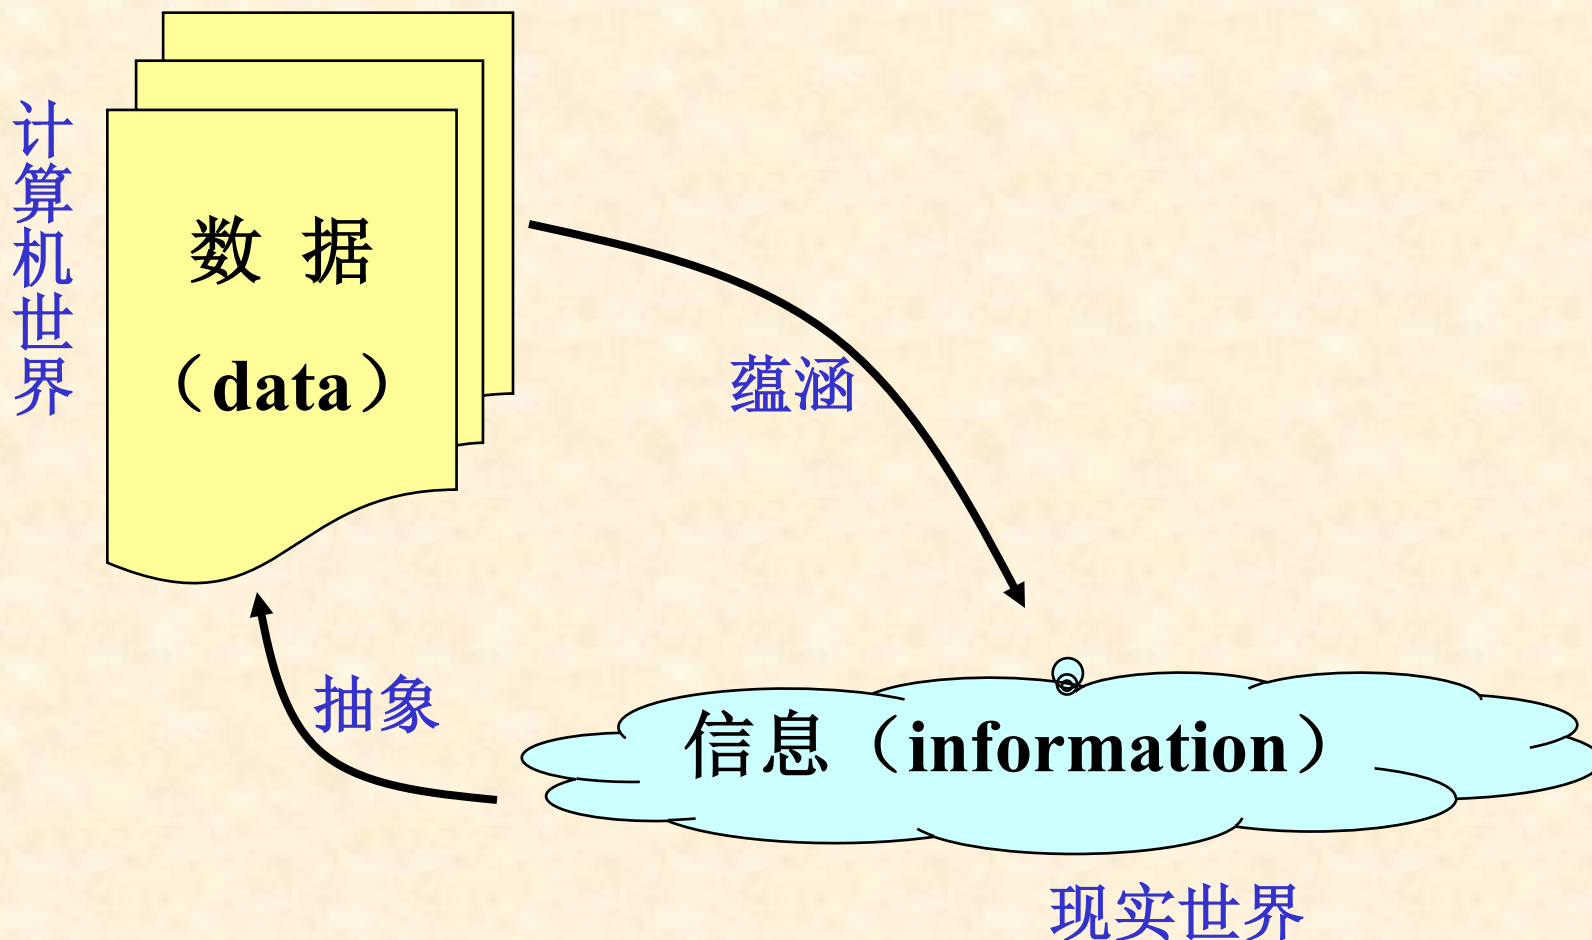 计算机世界
数 据
（data）
蕴涵
抽象
信息（information）
现实世界